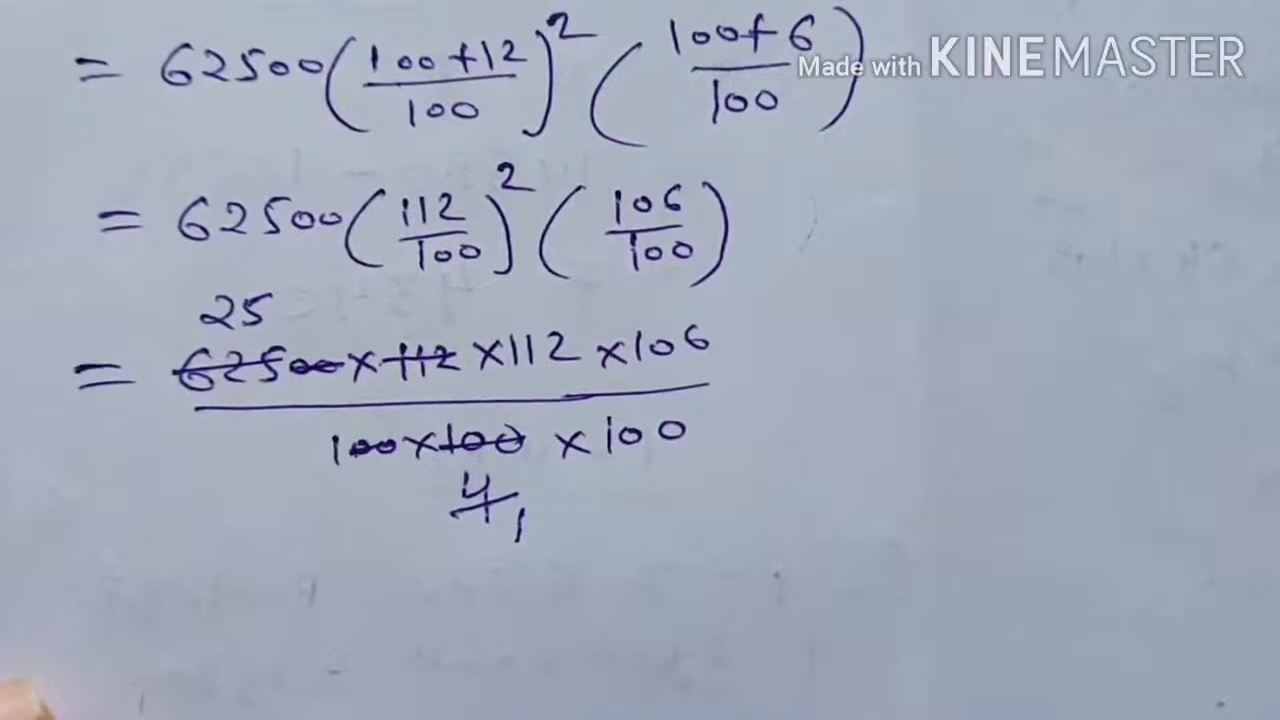 = 62500 (100+12/100)² (100+6/100)
Made with KINEMASTER
= 62500 (112/100)² (106/100)
25
= 62500 × 112 × 112 × 106
100 × 100 × 100
4
1